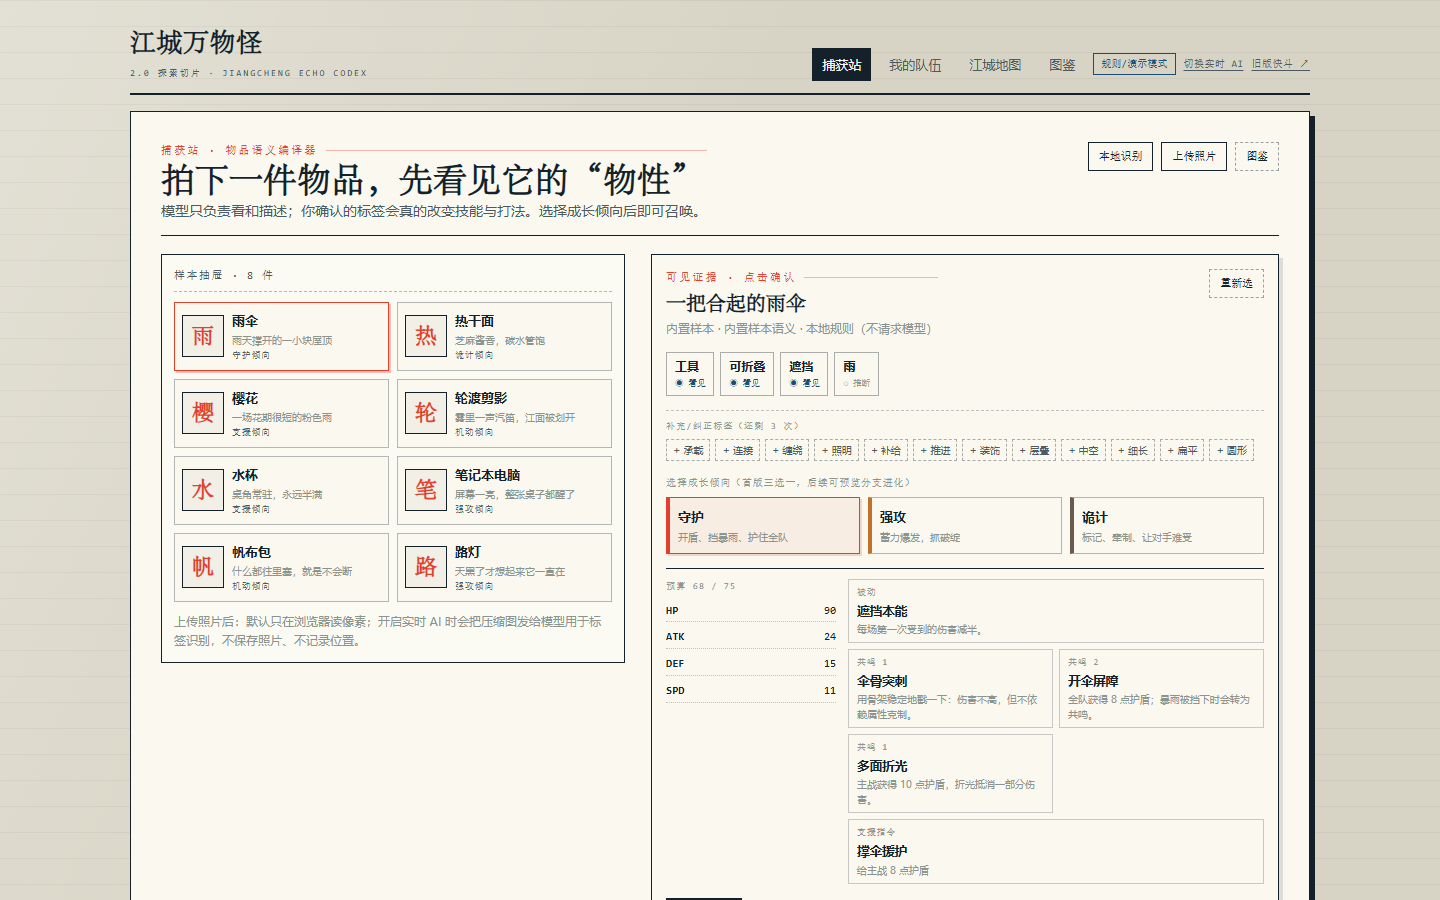 江城万物怪
2.0 探索切片 · JIANGCHENG ECHO CODEX
捕获站
我的队伍
江城地图
图鉴
规则/演示模式
切换实时 AI
旧版快斗 ↗
捕获站 · 物品语义编译器
拍下一件物品，先看见它的“物性”
模型只负责看和描述；你确认的标签会真的改变技能与打法。选择成长倾向后即可召唤。
本地识别
上传照片
图鉴
样本抽屉 · 8 件
雨
雨伞
雨天撑开的一小块屋顶
守护倾向
热
热干面
芝麻酱香，碳水管饱
诡计倾向
樱
樱花
一场花期很短的粉色雨
支援倾向
轮
轮渡剪影
雾里一声汽笛，江面被划开
机动倾向
水
水杯
桌角常驻，永远半满
支援倾向
笔
笔记本电脑
屏幕一亮，整张桌子都醒了
强攻倾向
帆
帆布包
什么都往里塞，就是不会断
机动倾向
路
路灯
天黑了才想起来它一直在
强攻倾向
上传照片后：默认只在浏览器读像素；开启实时 AI 时会把压缩图发给模型用于标
签识别，不保存照片、不记录位置。
可见证据 · 点击确认
一把合起的雨伞
内置样本 · 内置样本语义 · 本地规则（不请求模型）
重新选
工具
◉ 看见
可折叠
◉ 看见
遮挡
◉ 看见
雨
○ 推断
补充/纠正标签（还剩 3 次）
+ 承载
+ 连接
+ 缠绕
+ 照明
+ 补给
+ 推进
+ 装饰
+ 层叠
+ 中空
+ 细长
+ 扁平
+ 圆形
选择成长倾向（首版三选一，后续可预览分支进化）
守护
开盾、挡暴雨、护住全队
强攻
蓄力爆发，抓破绽
诡计
标记、牵制、让对手难受
预算 68 / 75
HP 90
ATK 24
DEF 15
SPD 11
被动
遮挡本能
每场第一次受到的伤害减半。
共鸣 1
伞骨突刺
用骨架稳定地戳一下：伤害不高，但不依
赖属性克制。
共鸣 2
开伞屏障
全队获得 8 点护盾；暴雨被挡下时会转为
共鸣。
共鸣 1
多面折光
主战获得 10 点护盾，折光抵消一部分伤
害。
支援指令
撑伞援护
给主战 8 点护盾